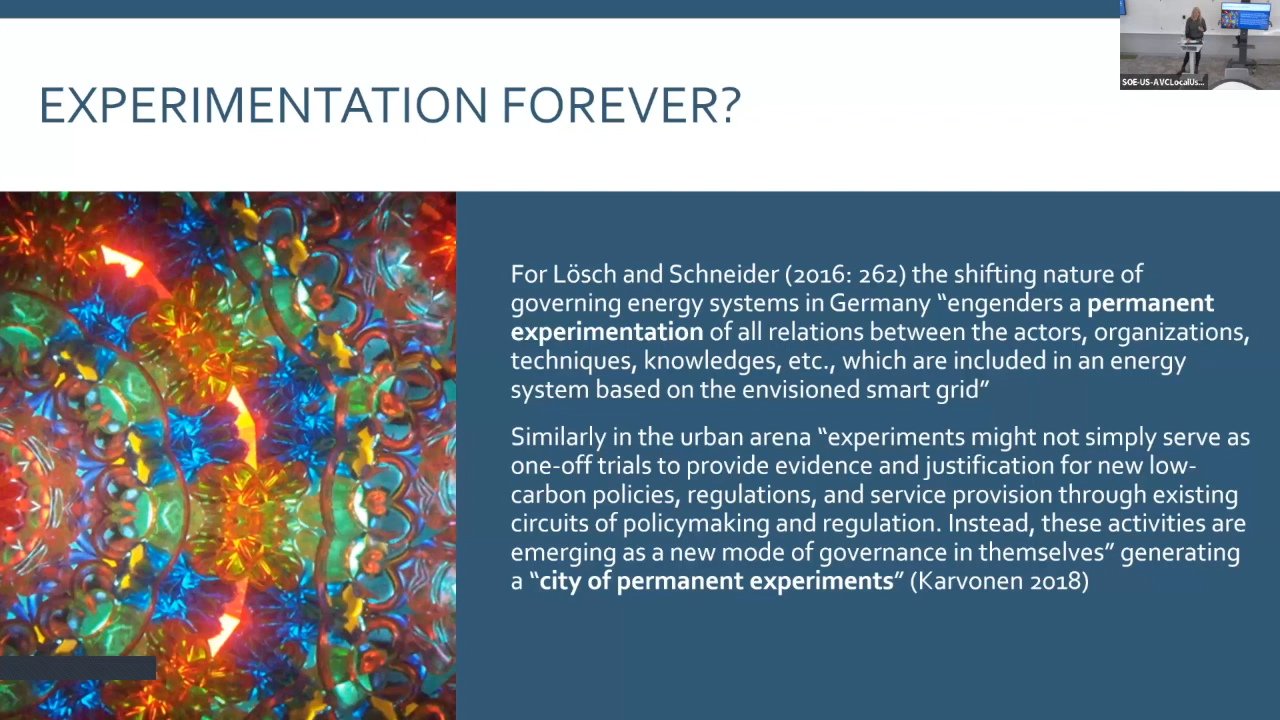 SOE-US-AVCLocalUs...
EXPERIMENTATION FOREVER?
For Lösch and Schneider (2016: 262) the shifting nature of
governing energy systems in Germany “engenders a permanent
experimentation of all relations between the actors, organizations,
techniques, knowledges, etc., which are included in an energy
system based on the envisioned smart grid”
Similarly in the urban arena “experiments might not simply serve as
one-off trials to provide evidence and justification for new low-
carbon policies, regulations, and service provision through existing
circuits of policymaking and regulation. Instead, these activities are
emerging as a new mode of governance in themselves” generating
a “city of permanent experiments” (Karvonen 2018)